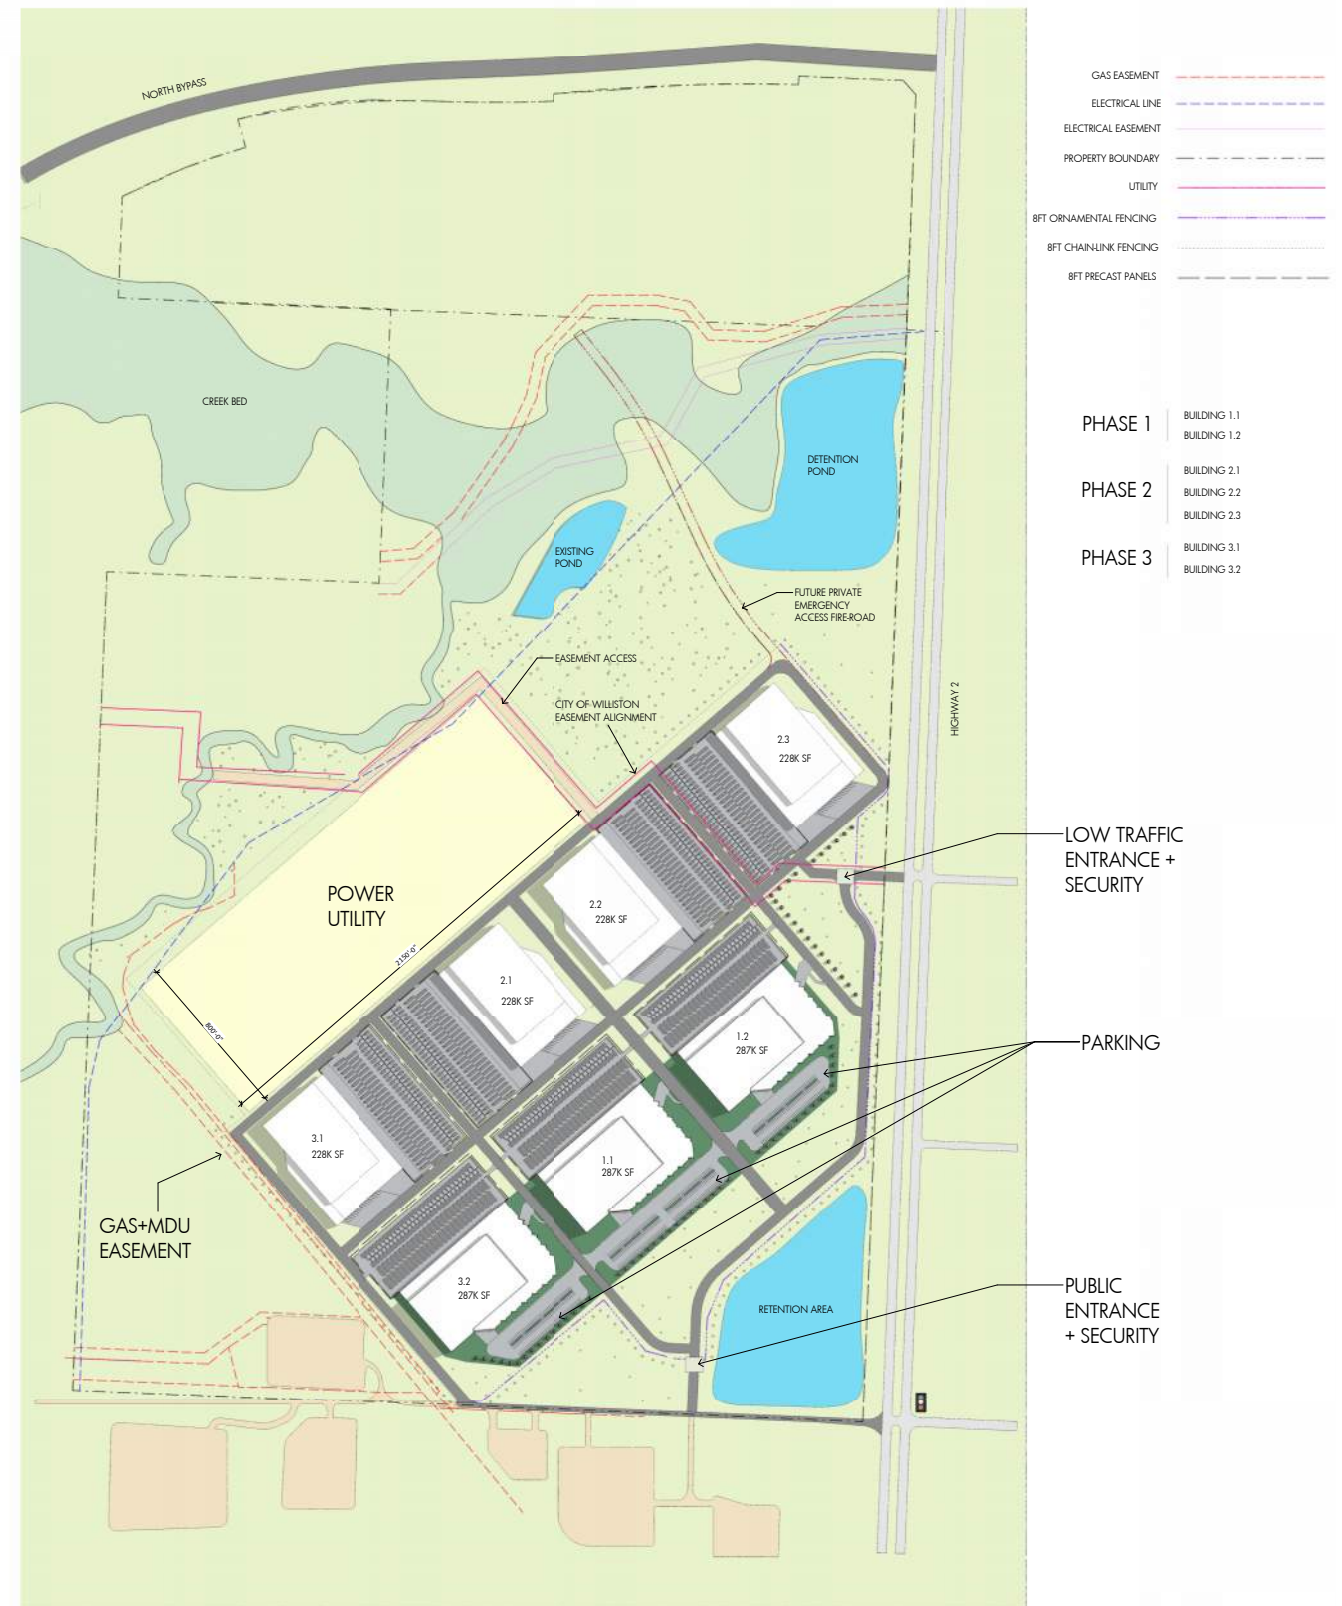 NORTH BYPASS
GAS EASEMENT
ELECTRICAL LINE
ELECTRICAL EASEMENT
PROPERTY BOUNDARY
UTILITY
8FT ORNAMENTAL FENCING
8FT CHAIN-LINK FENCING
8FT PRECAST PANELS
CREEK BED
PHASE 1
BUILDING 1.1
BUILDING 1.2
PHASE 2
BUILDING 2.1
BUILDING 2.2
BUILDING 2.3
PHASE 3
BUILDING 3.1
BUILDING 3.2
DETENTION
POND
EXISTING
POND
FUTURE PRIVATE
EMERGENCY
ACCESS FIRE-ROAD
EASEMENT ACCESS
CITY OF WILLISTON
EASEMENT ALIGNMENT
HIGHWAY 2
2.3
228K SF
LOW TRAFFIC
ENTRANCE +
SECURITY
POWER
UTILITY
2150'-0"
800'-0"
2.2
228K SF
2.1
228K SF
1.2
287K SF
PARKING
3.1
228K SF
1.1
287K SF
GAS+MDU
EASEMENT
3.2
287K SF
RETENTION AREA
PUBLIC
ENTRANCE
+ SECURITY